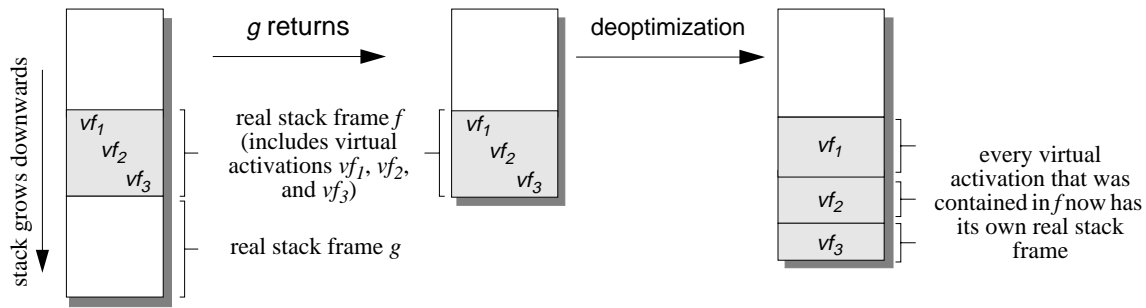 g returns
deoptimization
stack grows downwards
vf1
vf2
vf3
real stack frame f
(includes virtual
activations vf1, vf2,
and vf3)
real stack frame g
vf1
vf2
vf3
vf1
vf2
vf3
every virtual
activation that was
contained in f now has
its own real stack
frame